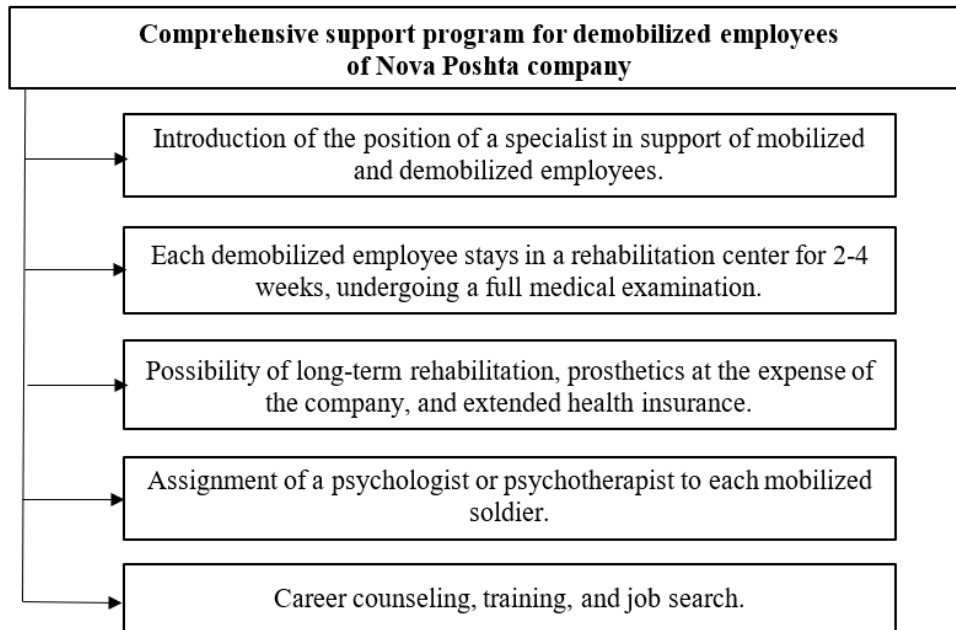 Comprehensive support program for demobilized employees
of Nova Poshta company
Introduction of the position of a specialist in support of mobilized
and demobilized employees.
Each demobilized employee stays in a rehabilitation center for 2-4
weeks, undergoing a full medical examination.
Possibility of long-term rehabilitation, prosthetics at the expense of
the company, and extended health insurance.
Assignment of a psychologist or psychotherapist to each mobilized
soldier.
Career counseling, training, and job search.